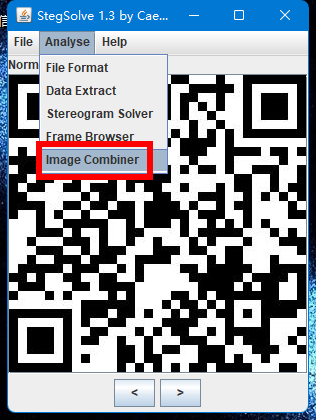 StegSolve 1.3 by Cae...
File Analyse Help
Norm
File Format
Data Extract
Stereogram Solver
Frame Browser
Image Combiner
< >